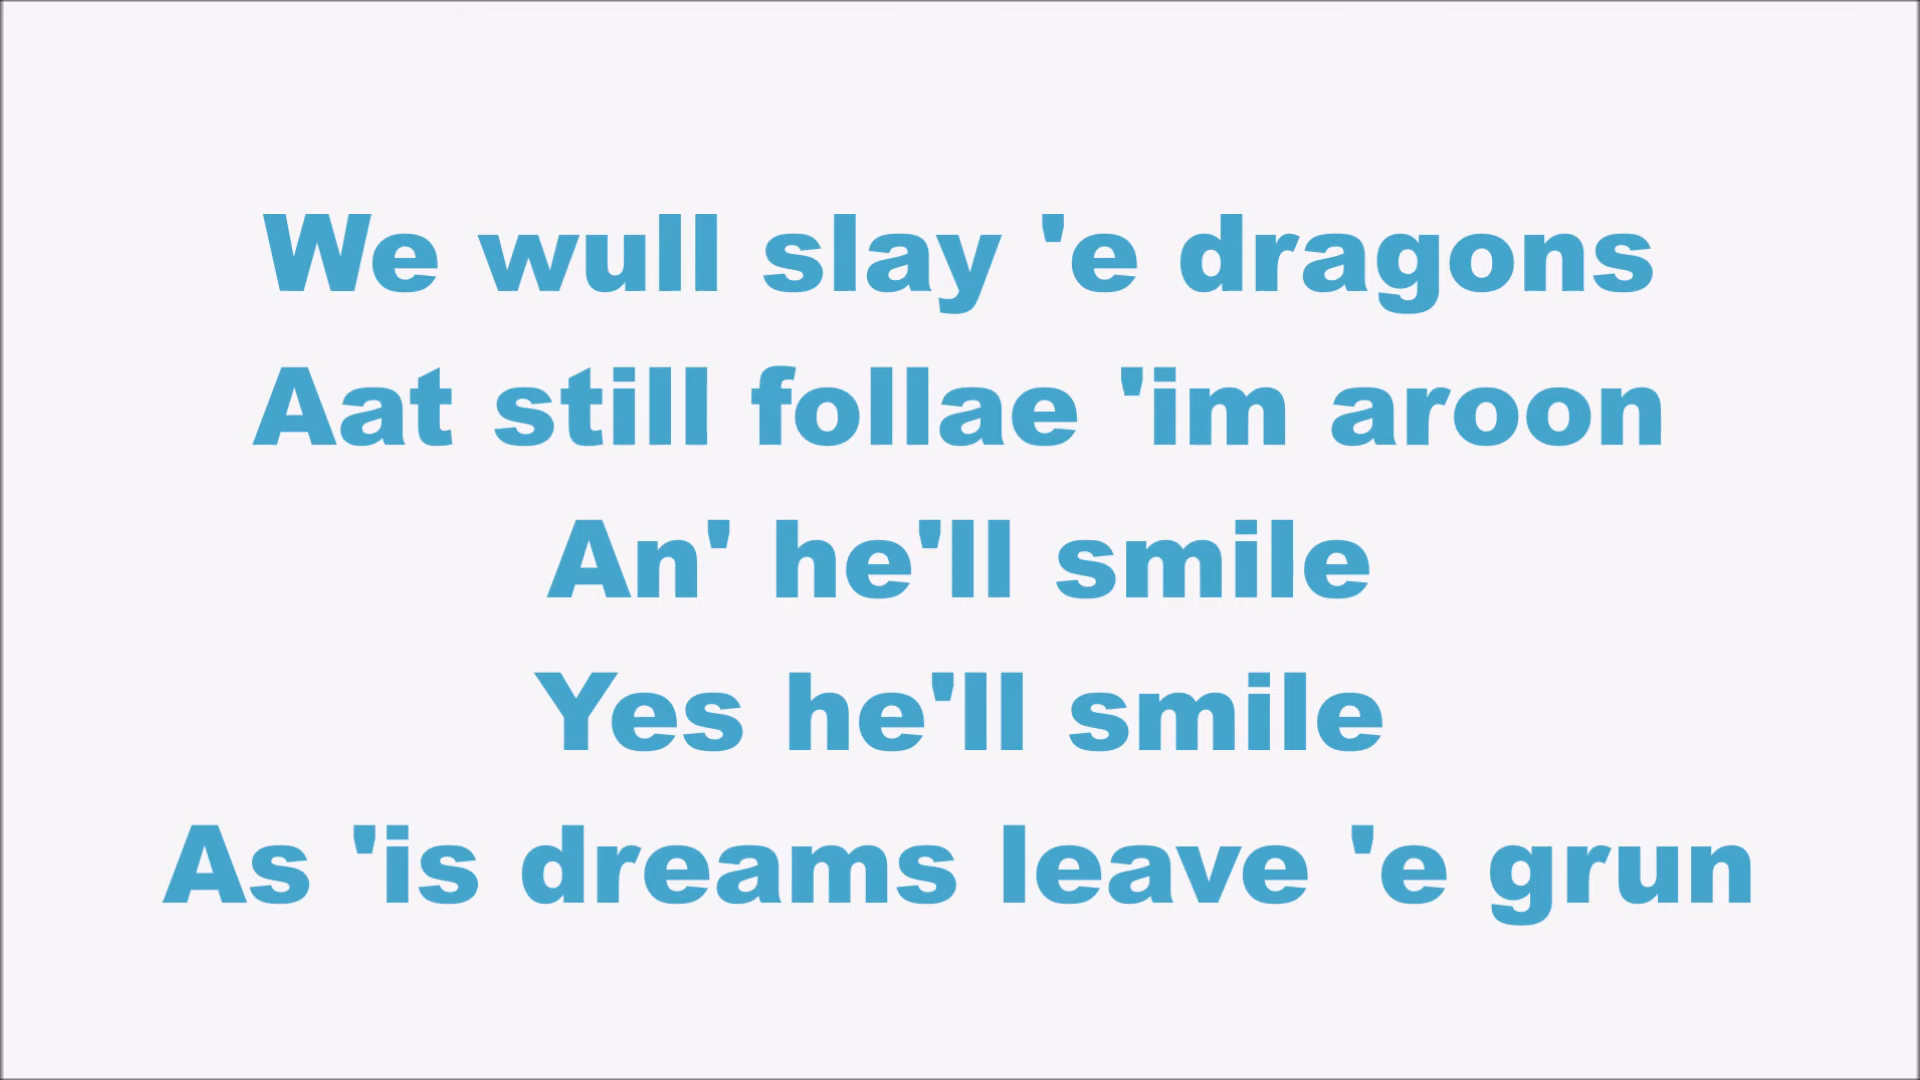 We wull slay 'e dragons
Aat still follae 'im aroon
An' he'll smile
Yes he'll smile
As 'is dreams leave 'e grun